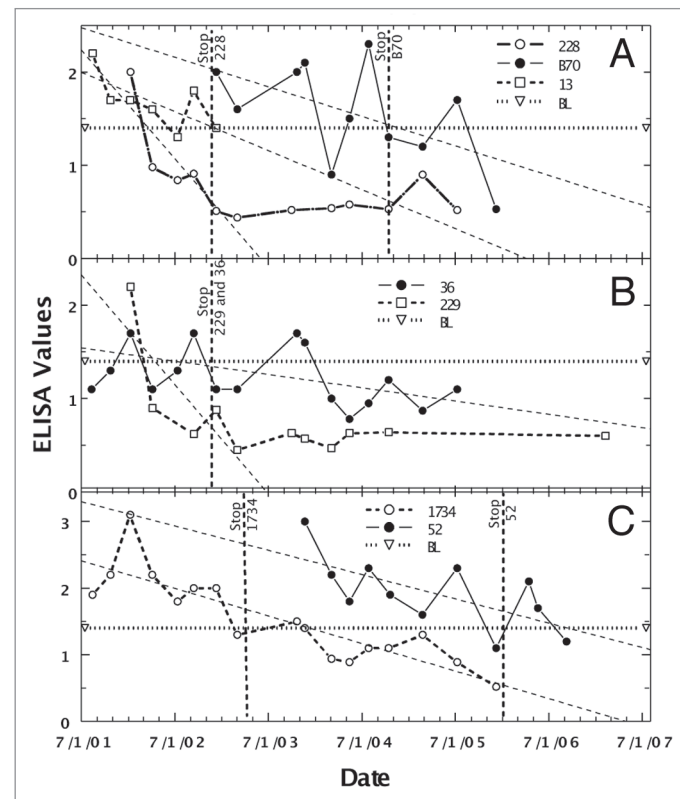 A
Stop
228
Stop
B70
228
B70
13
BL
2
1
0
B
Stop
229 and 36
36
229
BL
2
1
0
ELISA Values
C
Stop
1734
Stop
52
1734
52
BL
3
2
1
0
7/1/01 7/1/02 7/1/03 7/1/04 7/1/05 7/1/06 7/1/07
Date